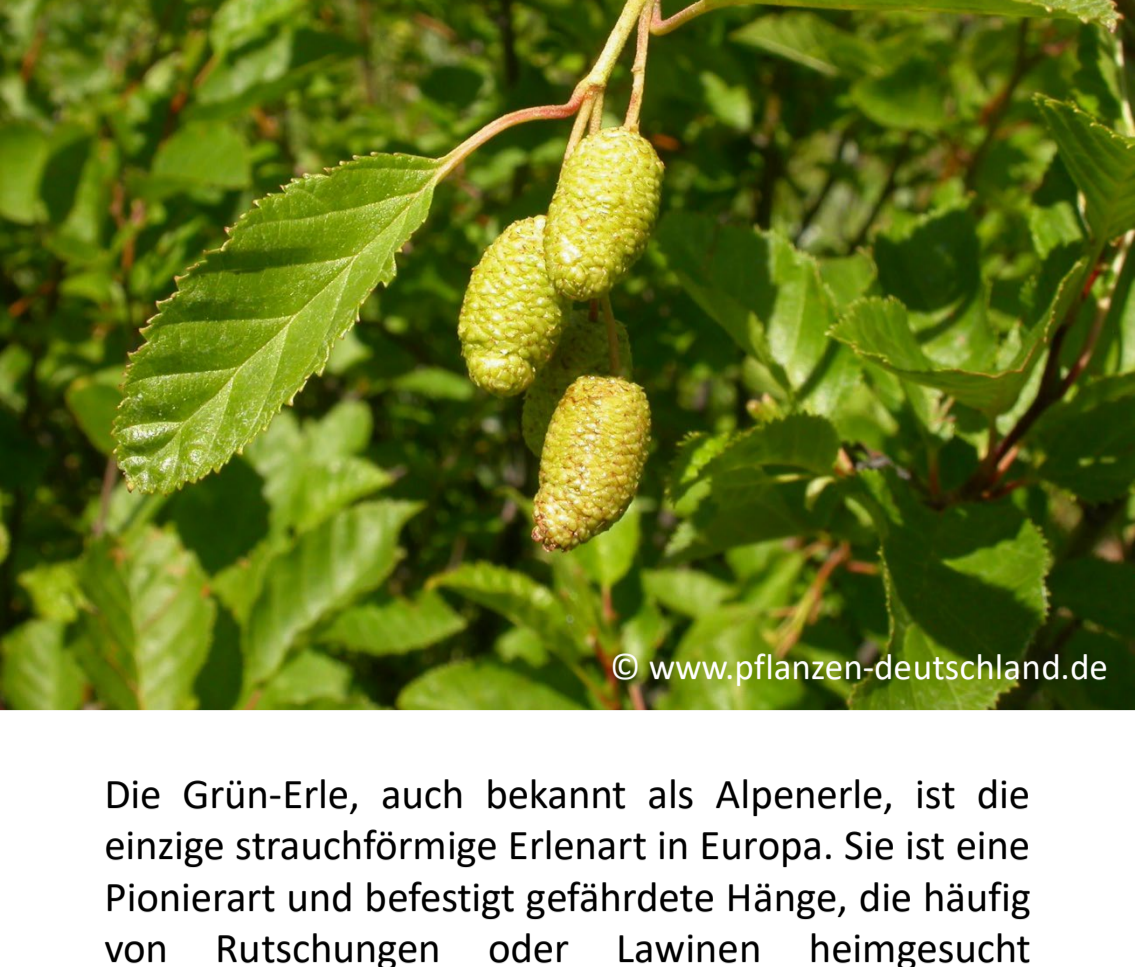 © www.pflanzen-deutschland.de
Die Grün-Erle, auch bekannt als Alpenerle, ist die
einzige strauchförmige Erlenart in Europa. Sie ist eine
Pionierart und befestigt gefährdete Hänge, die häufig
von Rutschungen oder Lawinen heimgesucht